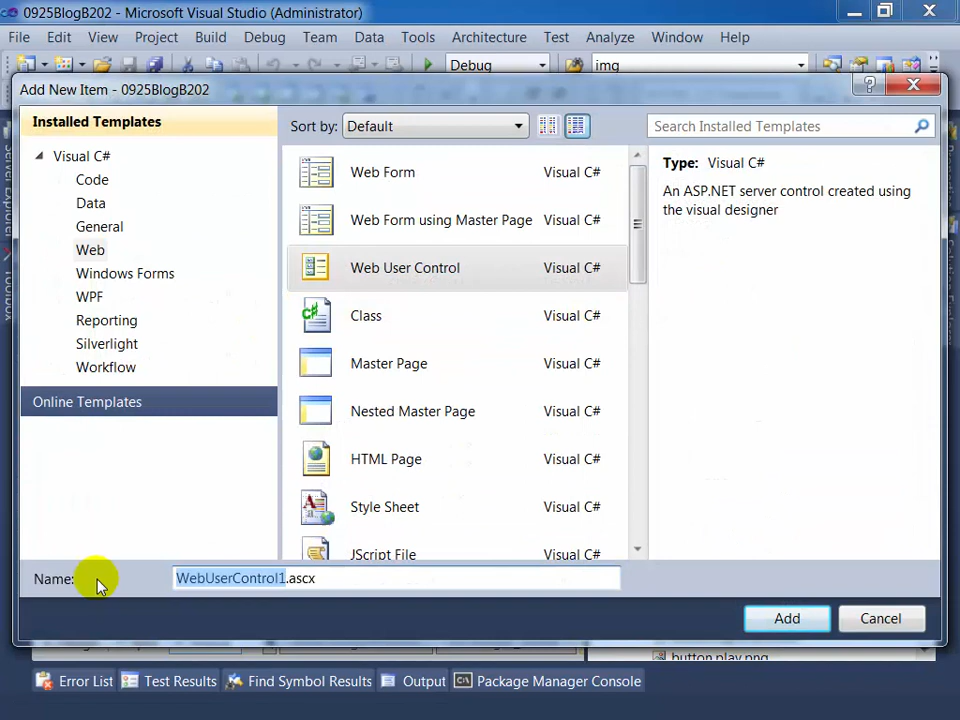 0925BlogB202 - Microsoft Visual Studio (Administrator)
File Edit View Project Build Debug Team Data Tools Architecture Test Analyze Window Help
Debug img
Add New Item - 0925BlogB202
Installed Templates
Sort by: Default
Search Installed Templates
Visual C#
Code
Data
General
Web
Windows Forms
WPF
Reporting
Silverlight
Workflow
Online Templates
Web Form Visual C#
Web Form using Master Page Visual C#
Web User Control Visual C#
Class Visual C#
Master Page Visual C#
Nested Master Page Visual C#
HTML Page Visual C#
Style Sheet Visual C#
JScript File Visual C#
Type: Visual C#
An ASP.NET server control created using
the visual designer
Name: WebUserControl1.ascx
Add Cancel
button play.png
Error List Test Results Find Symbol Results Output Package Manager Console